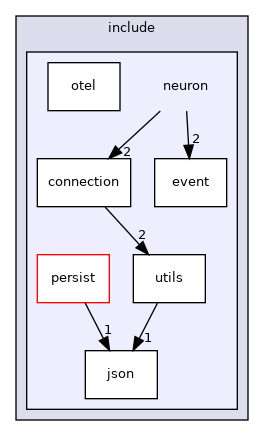 include
otel
neuron
2
2
connection
event
2
persist
utils
1
1
json